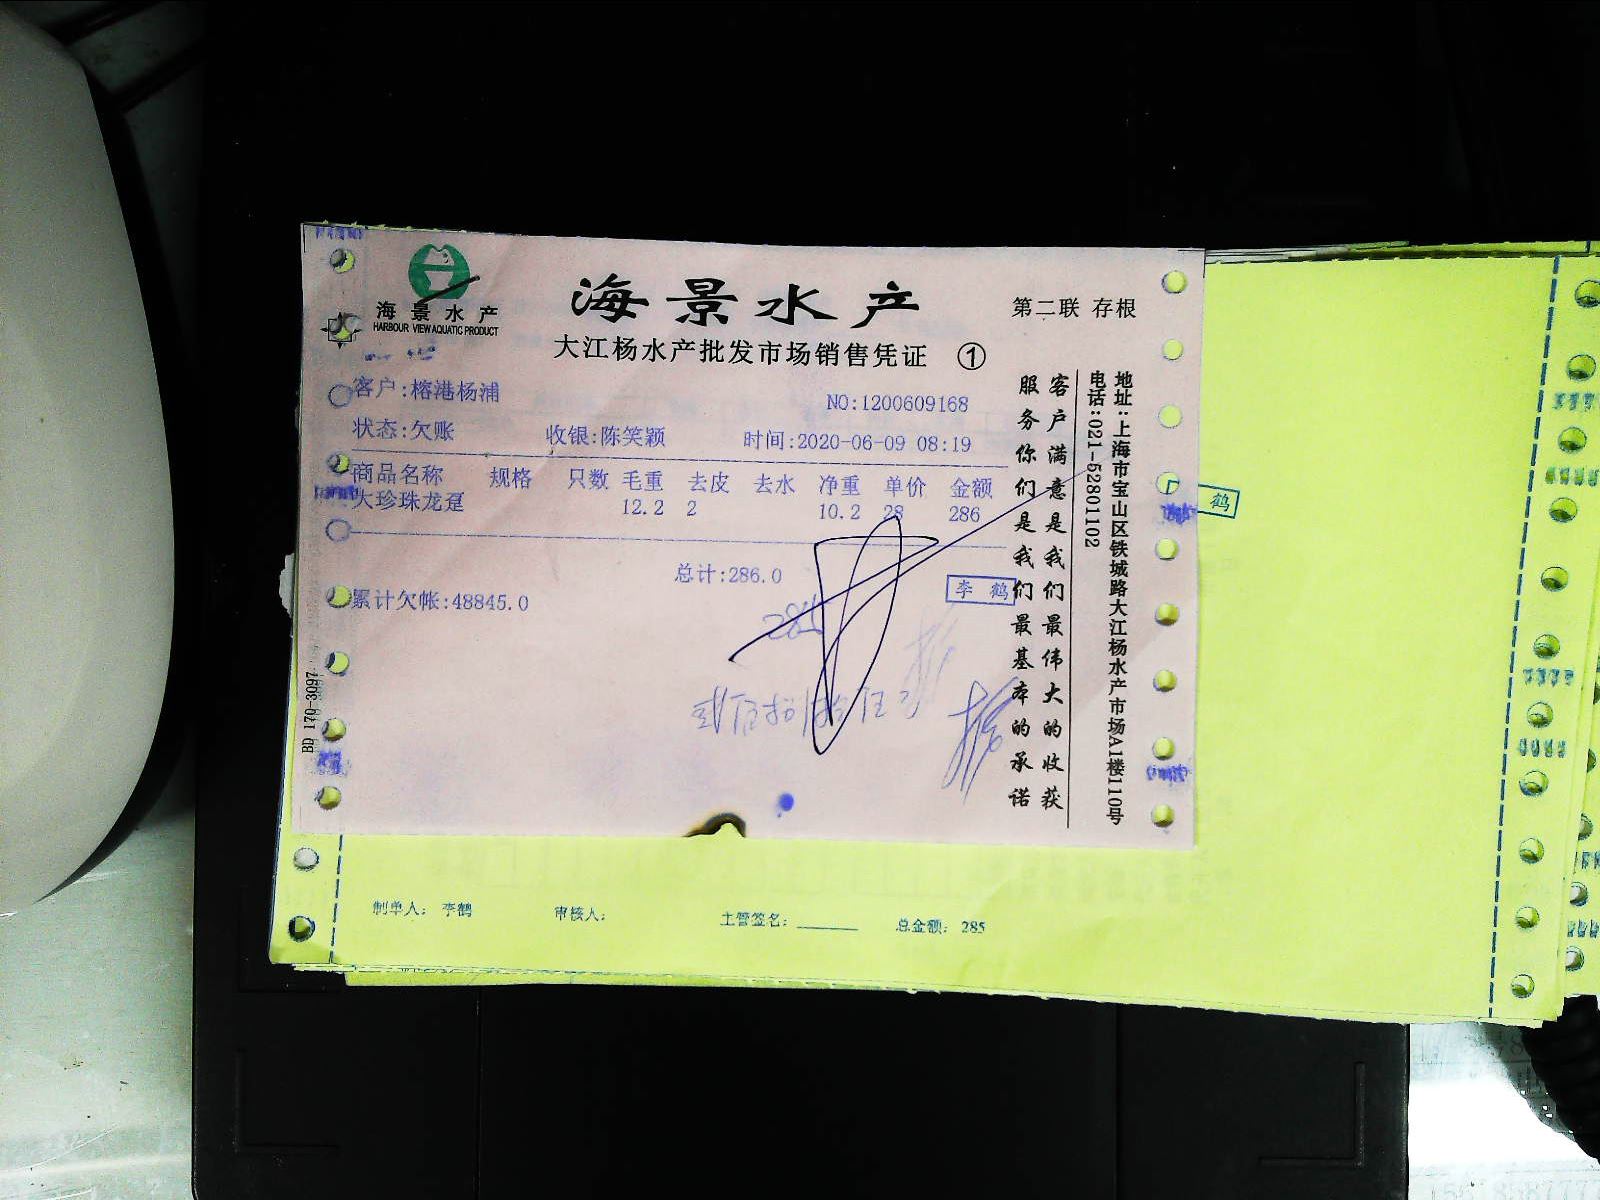 海景水产
HARBOUR VIEW AQUATIC PRODUCT
海景水产
第二联 存根
大江杨水产批发市场销售凭证 ①
客户:榕港杨浦
NO:1200609168
状态:欠账 收银:陈笑颖 时间:2020-06-09 08:19
商品名称 规格 只数 毛重 去皮 去水 净重 单价 金额
大珍珠龙趸 12.2 2 10.2 28 286
总计:286.0
累计欠帐:48845.0
李 鹤
鹤
285
客户满意是我们最伟大的收获
服务你们是我们最基本的承诺
地址:上海市宝山区铁城路大江杨水产市场A1楼110号
电话:021-52801102
BD 170-3097
制单人: 李鹤 审核人: 主管签名: 总金额: 285